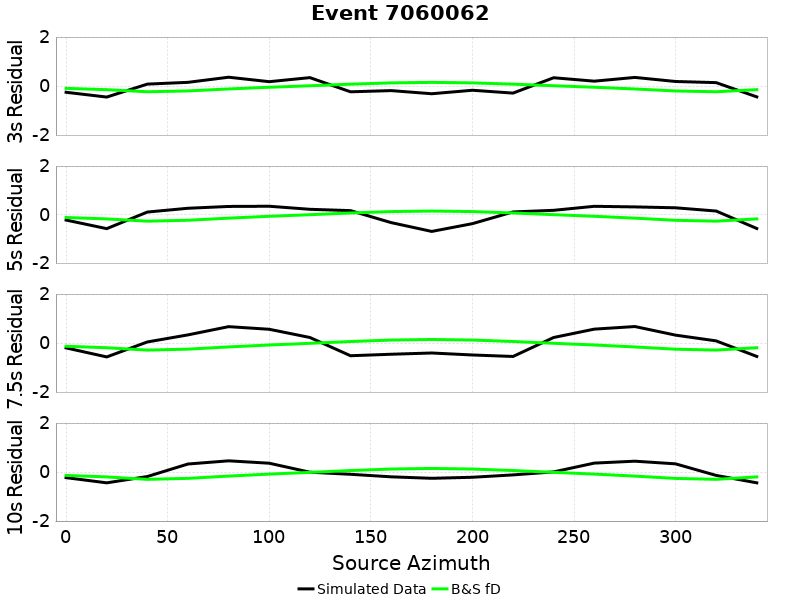 Event 7060062
3s Residual
2
0
-2
5s Residual
2
0
-2
7.5s Residual
2
0
-2
10s Residual
2
0
-2
0 50 100 150 200 250 300
Source Azimuth
Simulated Data B&S fD